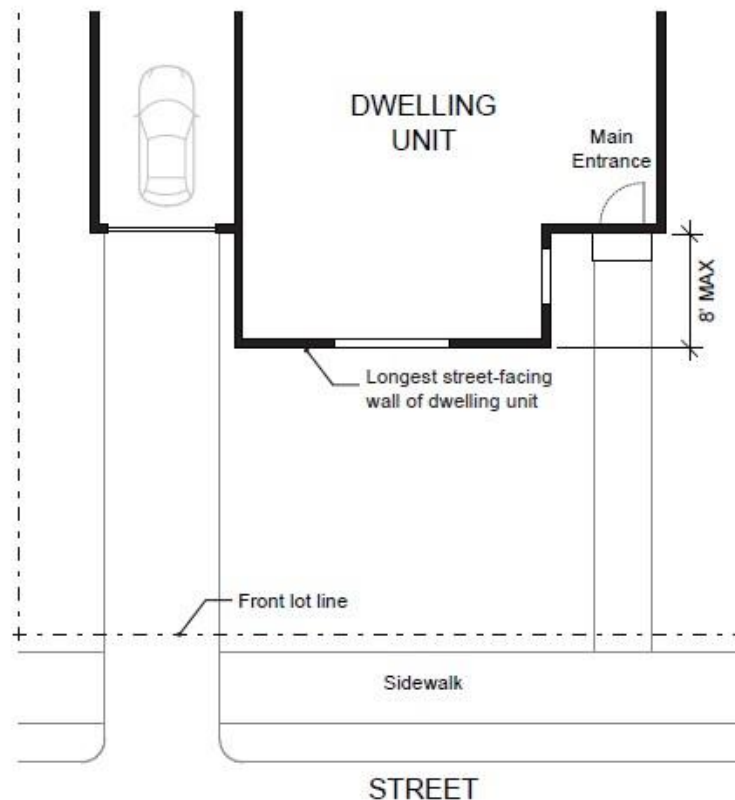 DWELLING
UNIT
Main
Entrance
8' MAX
Longest street-facing
wall of dwelling unit
Front lot line
Sidewalk
STREET